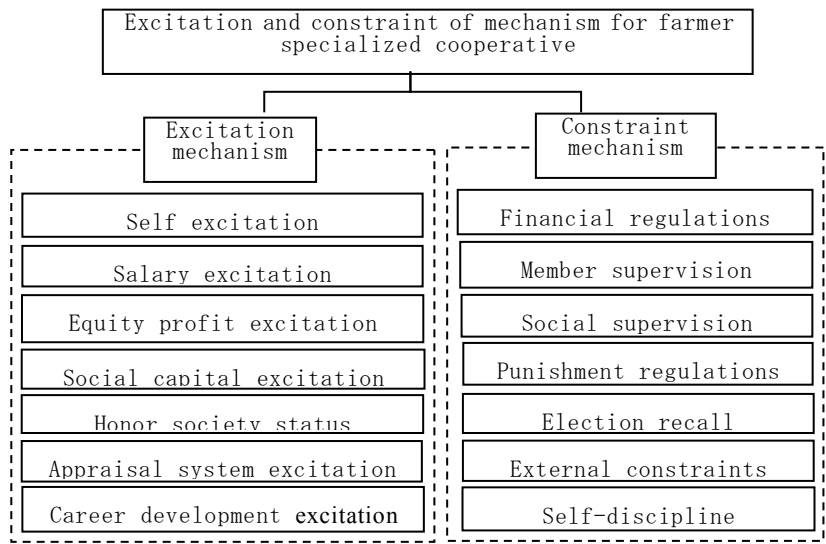 Excitation and constraint of mechanism for farmer
specialized cooperative
Excitation
mechanism
Self excitation
Salary excitation
Equity profit excitation
Social capital excitation
Honor society status
Appraisal system excitation
Career development excitation
Constraint
mechanism
Financial regulations
Member supervision
Social supervision
Punishment regulations
Election recall
External constraints
Self-discipline